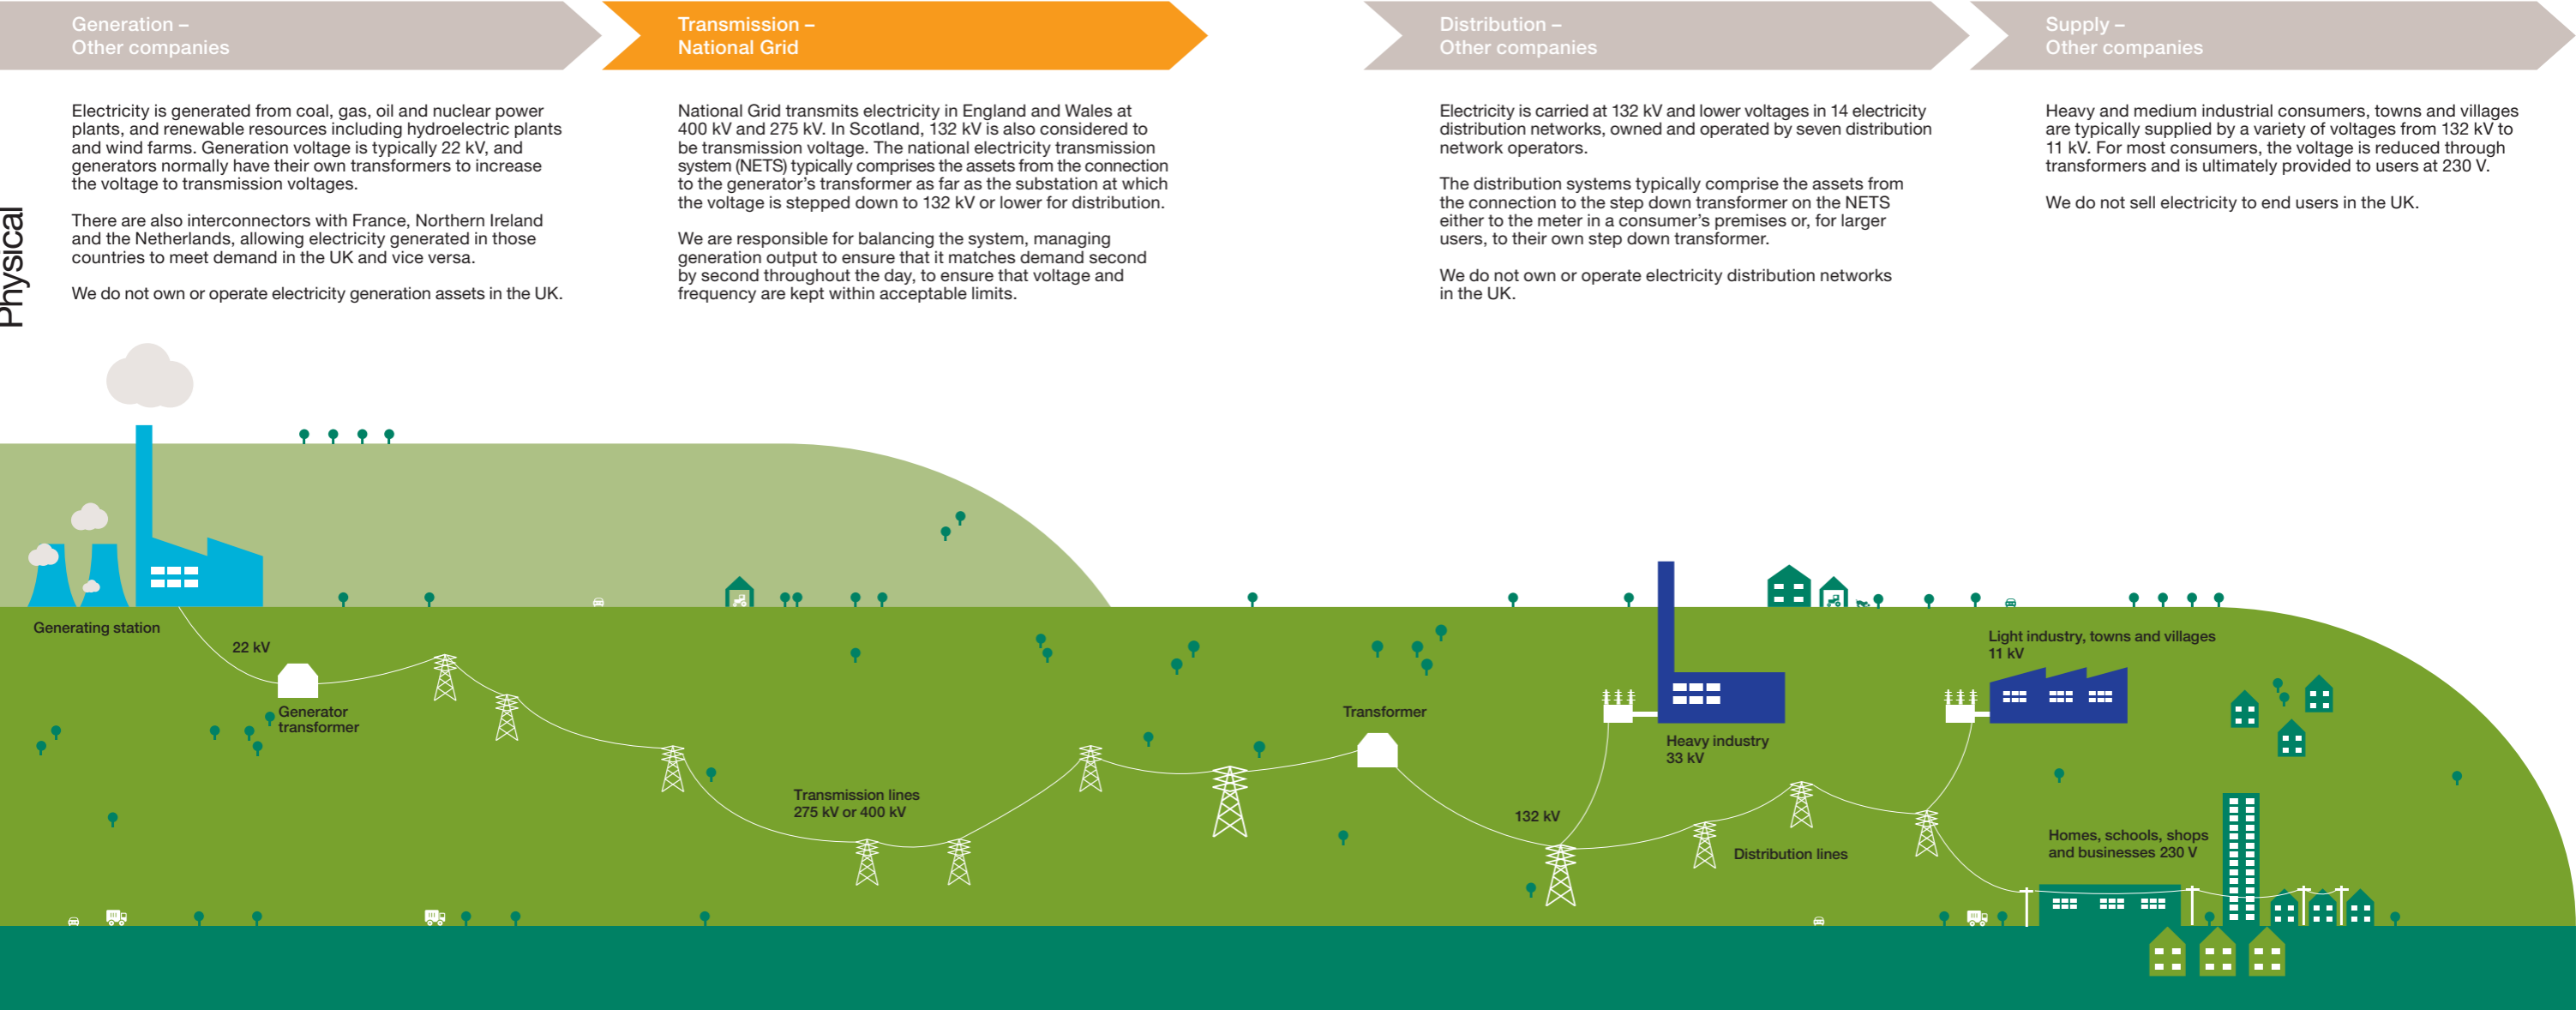 Generation –
Other companies
Transmission –
National Grid
Distribution –
Other companies
Supply –
Other companies
Physical
Electricity is generated from coal, gas, oil and nuclear power
plants, and renewable resources including hydroelectric plants
and wind farms. Generation voltage is typically 22 kV, and
generators normally have their own transformers to increase
the voltage to transmission voltages.
There are also interconnectors with France, Northern Ireland
and the Netherlands, allowing electricity generated in those
countries to meet demand in the UK and vice versa.
We do not own or operate electricity generation assets in the UK.
National Grid transmits electricity in England and Wales at
400 kV and 275 kV. In Scotland, 132 kV is also considered to
be transmission voltage. The national electricity transmission
system (NETS) typically comprises the assets from the connection
to the generator’s transformer as far as the substation at which
the voltage is stepped down to 132 kV or lower for distribution.
We are responsible for balancing the system, managing
generation output to ensure that it matches demand second
by second throughout the day, to ensure that voltage and
frequency are kept within acceptable limits.
Electricity is carried at 132 kV and lower voltages in 14 electricity
distribution networks, owned and operated by seven distribution
network operators.
The distribution systems typically comprise the assets from
the connection to the step down transformer on the NETS
either to the meter in a consumer’s premises or, for larger
users, to their own step down transformer.
We do not own or operate electricity distribution networks
in the UK.
Heavy and medium industrial consumers, towns and villages
are typically supplied by a variety of voltages from 132 kV to
11 kV. For most consumers, the voltage is reduced through
transformers and is ultimately provided to users at 230 V.
We do not sell electricity to end users in the UK.
Generating station
22 kV
Generator
transformer
Transmission lines
275 kV or 400 kV
Transformer
132 kV
Heavy industry
33 kV
Distribution lines
Light industry, towns and villages
11 kV
Homes, schools, shops
and businesses 230 V